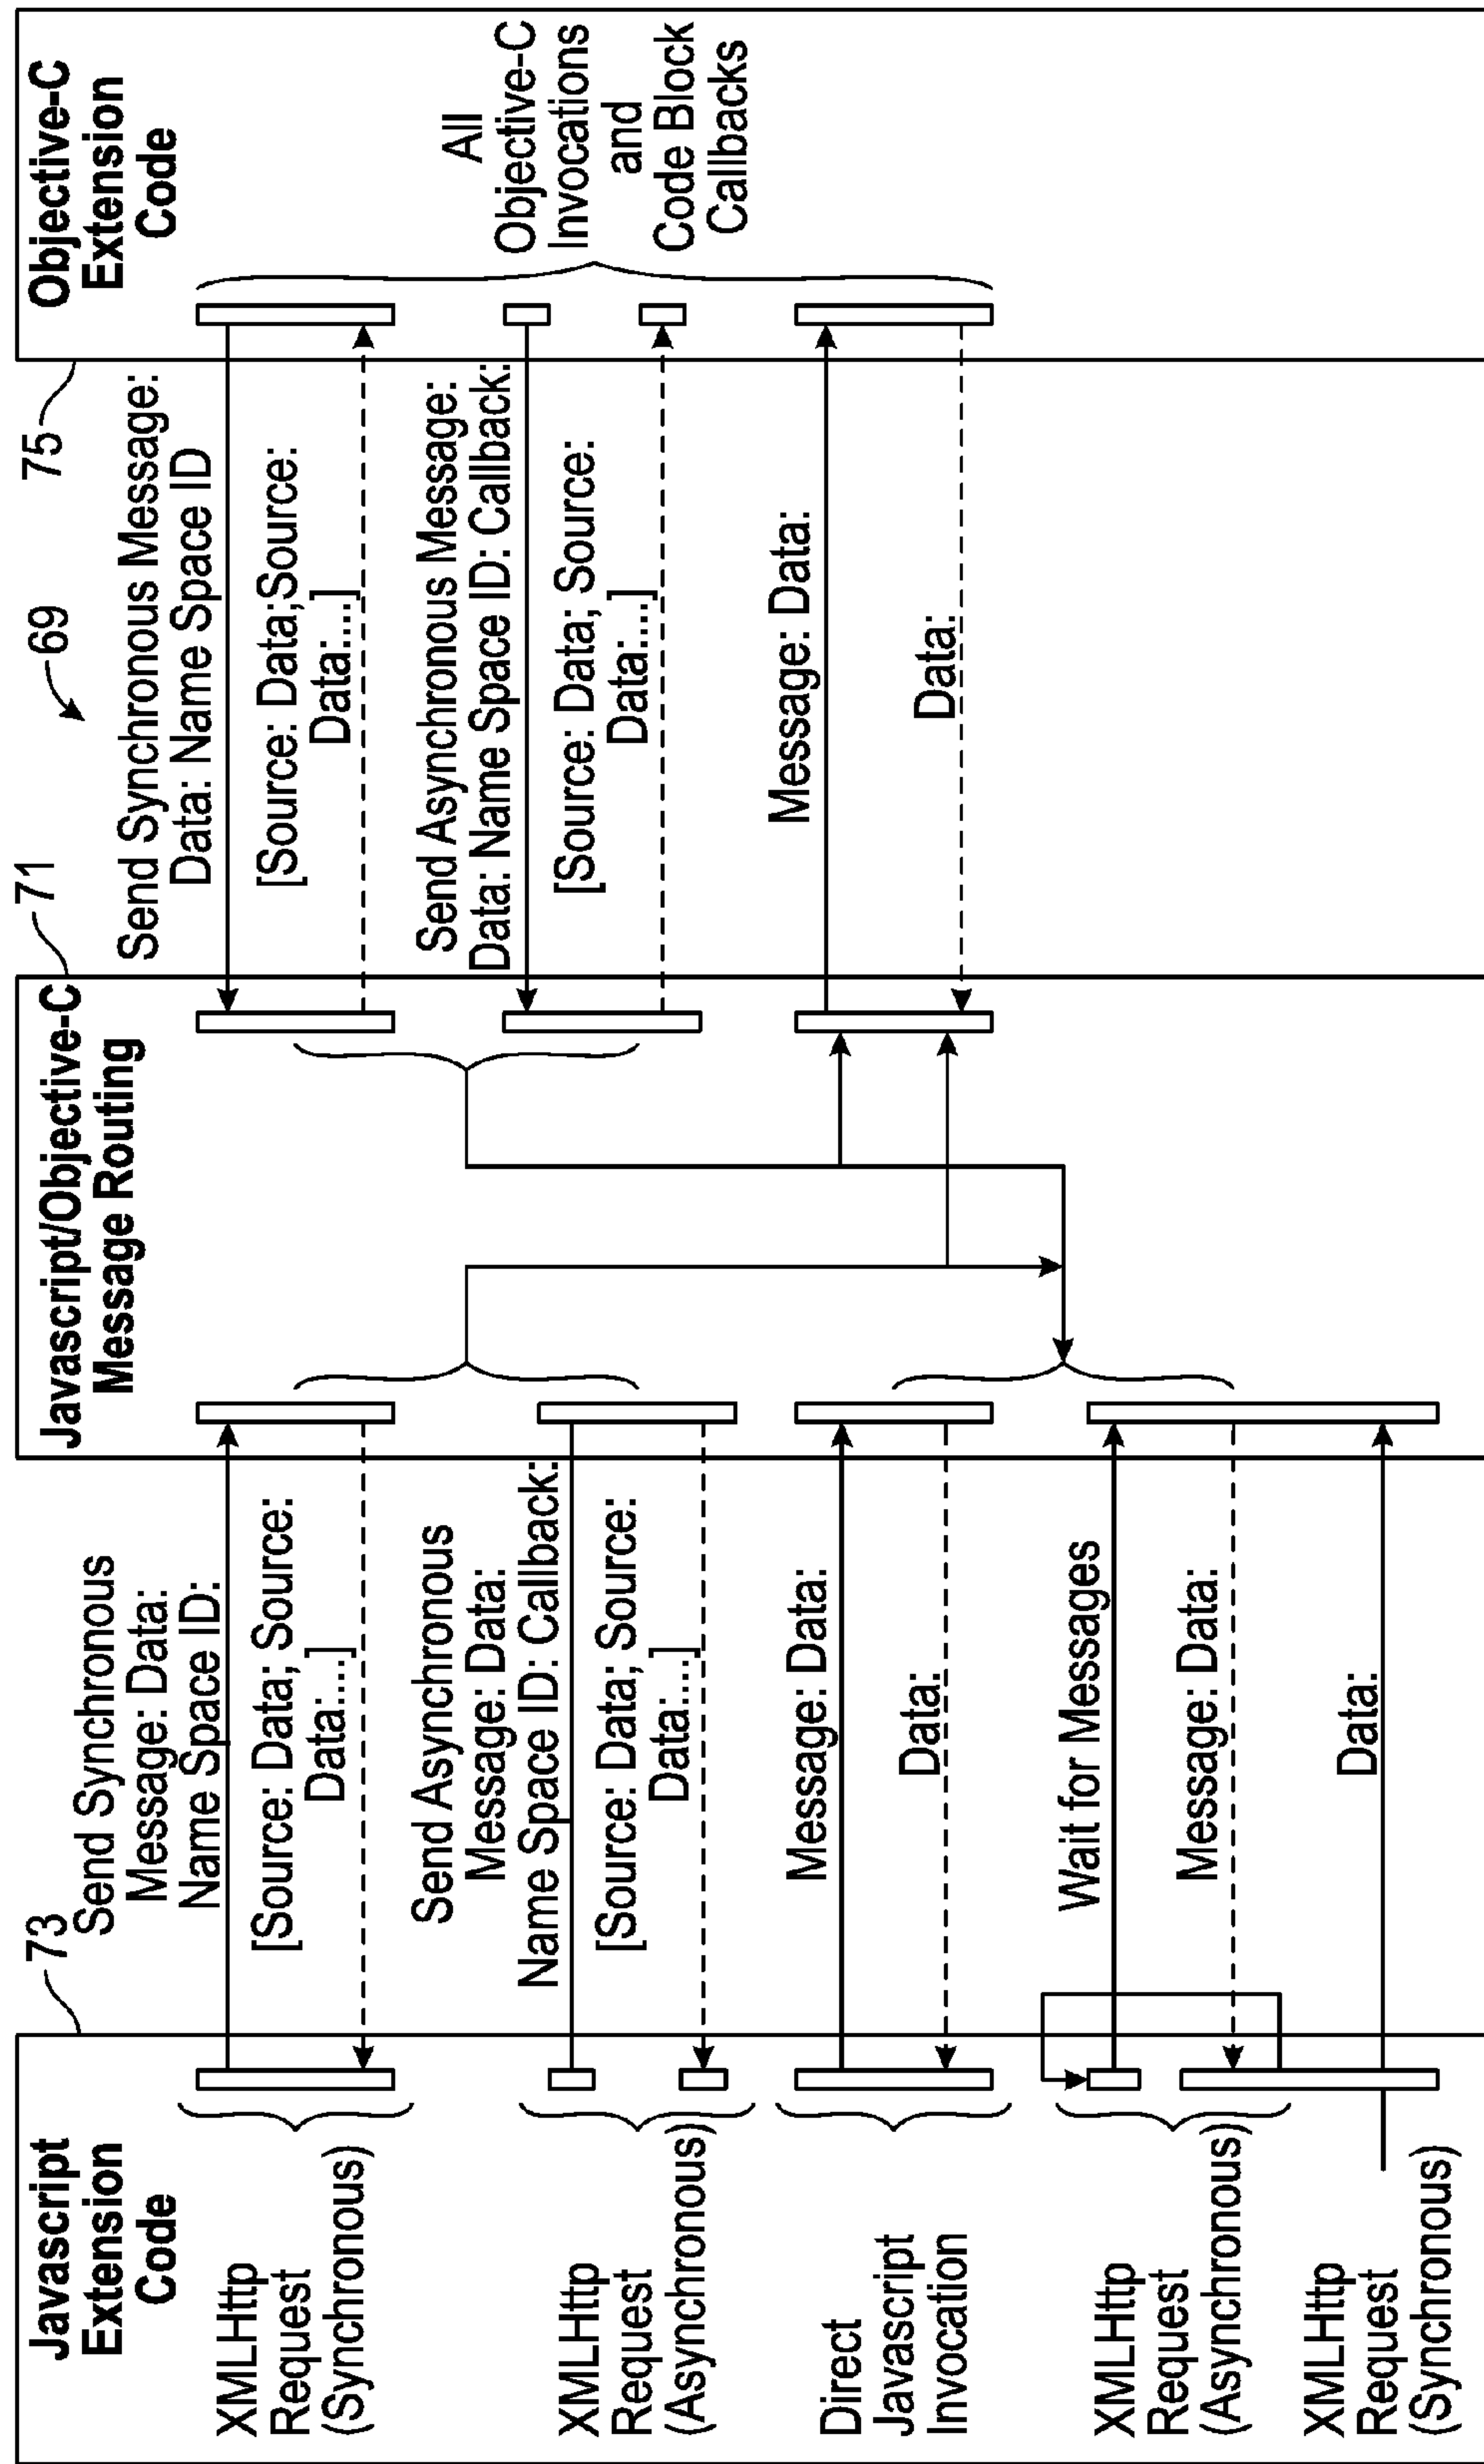 Javascript
Extension
Code
XMLHttp
Request
(Synchronous)
XMLHttp
Request
(Asynchronous)
Direct
Javascript
Invocation
XMLHttp
Request
(Asynchronous)
XMLHttp
Request
(Synchronous)
73
Send Synchronous
Message: Data:
Name Space ID:
[Source: Data; Source:
Data:...]
Send Asynchronous
Message: Data:
Name Space ID: Callback:
[Source: Data; Source:
Data:...]
Message: Data:
Data:
Wait for Messages
Message: Data:
Data:
Javascript/Objective-C
Message Routing
71
69
Send Synchronous Message:
Data: Name Space ID
[Source: Data;Source:
Data:...]
Send Asynchronous Message:
Data: Name Space ID: Callback:
[Source: Data; Source:
Data:...]
Message: Data:
Data:
75
Objective-C
Extension
Code
All
Objective-C
Invocations
and
Code Block
Callbacks